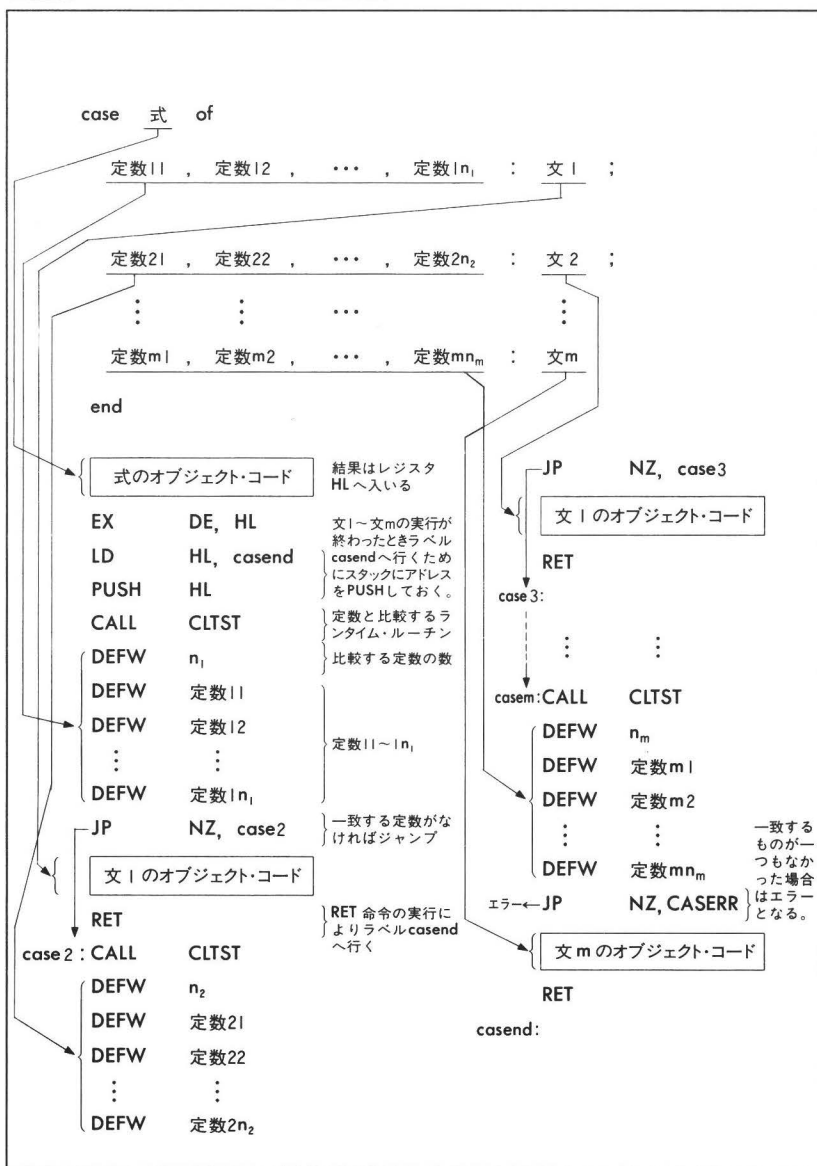 case 式 of
定数11 , 定数12 , ··· , 定数1n₁ : 文1 ;
定数21 , 定数22 , ··· , 定数2n₂ : 文2 ;
⋮ ⋮ ··· ⋮
定数m1 , 定数m2 , ··· , 定数mnₘ : 文m
end
式のオブジェクト・コード
結果はレジスタ
HLへ入いる
EX DE, HL
LD HL, casend
PUSH HL
文1～文mの実行が
終わったときラベル
casendへ行くため
にスタックにアドレス
をPUSHしておく。
CALL CLTST
定数と比較するラ
ンタイム・ルーチン
DEFW n₁
比較する定数の数
DEFW 定数11
DEFW 定数12
⋮ ⋮
DEFW 定数1n₁
定数11～1n₁
JP NZ, case2
一致する定数がな
ければジャンプ
文1のオブジェクト・コード
RET
RET 命令の実行に
よりラベルcasend
へ行く
case2: CALL CLTST
DEFW n₂
DEFW 定数21
DEFW 定数22
⋮ ⋮
DEFW 定数2n₂
JP NZ, case3
文1のオブジェクト・コード
RET
case3:
⋮ ⋮
casem: CALL CLTST
DEFW nₘ
DEFW 定数m1
DEFW 定数m2
⋮ ⋮
DEFW 定数mnₘ
エラー←JP NZ, CASERR
一致する
ものが一
つもなか
った場合
はエラー
となる。
文mのオブジェクト・コード
RET
casend: